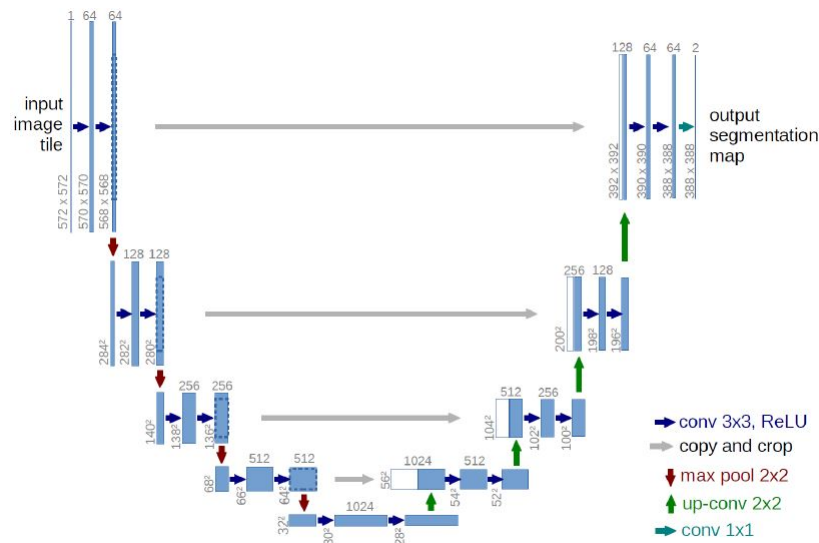 1 64 64
128 64 64 2
input
image
tile
output
segmentation
map
572 x 572
570 x 570
568 x 568
392 x 392
390 x 390
388 x 388
388 x 388
128 128
256 128
284²
282²
280²
200²
198²
196²
256 256
512 256
140²
138²
136²
104²
102²
100²
512 512
1024 512
68²
66²
64²
56²
54²
52²
1024
32²
30²
28²
conv 3x3, ReLU
copy and crop
max pool 2x2
up-conv 2x2
conv 1x1